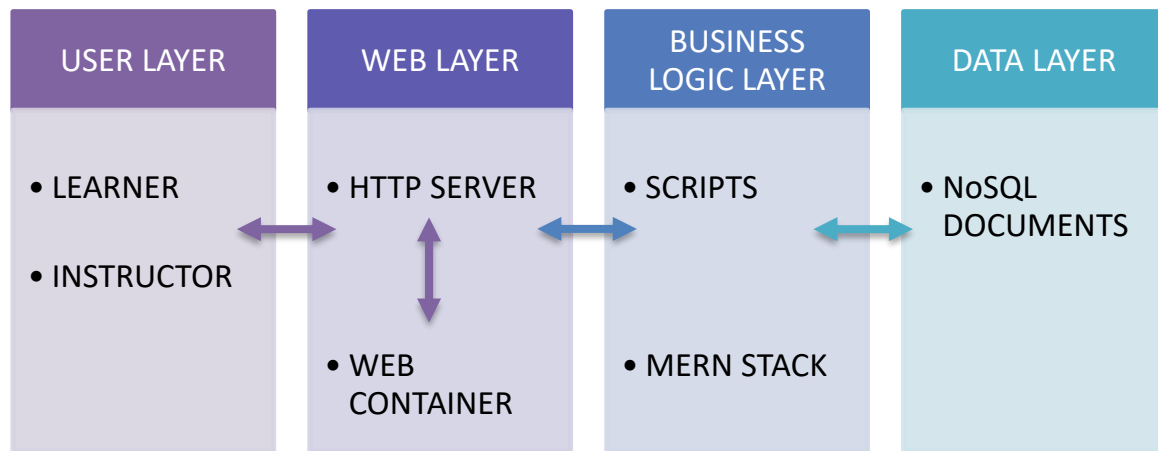 USER LAYER
• LEARNER
• INSTRUCTOR
WEB LAYER
• HTTP SERVER
• WEB
CONTAINER
BUSINESS
LOGIC LAYER
• SCRIPTS
• MERN STACK
DATA LAYER
• NoSQL
DOCUMENTS